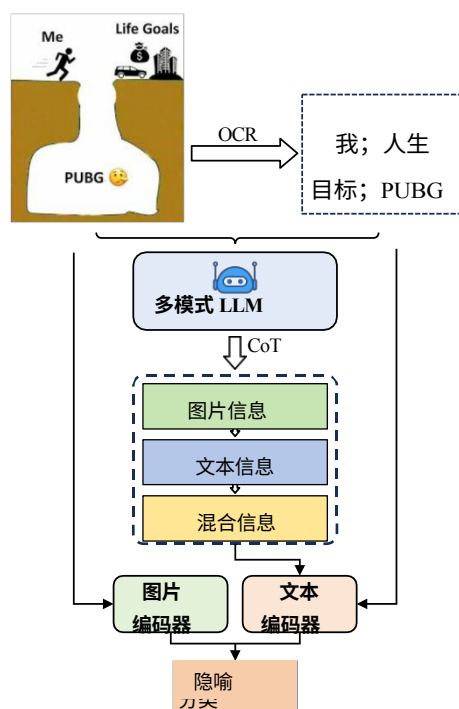 Me
Life Goals
PUBG
OCR
我；人生
目标；PUBG
多模式 LLM
CoT
图片信息
文本信息
混合信息
图片
编码器
文本
编码器
隐喻
分类